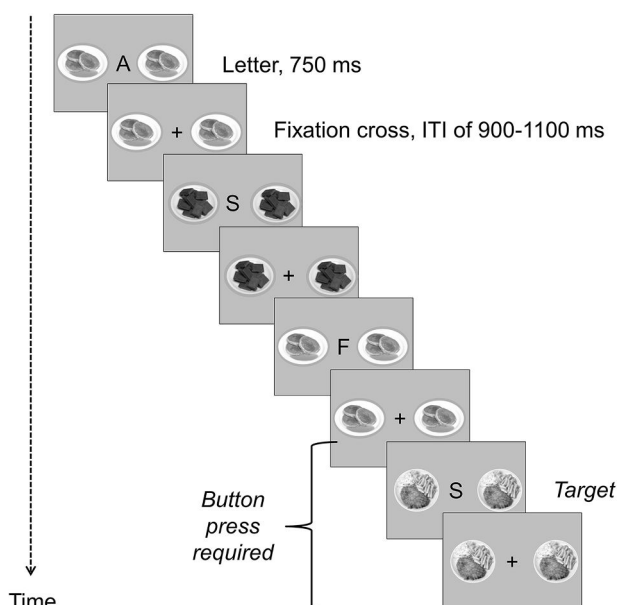 A
Letter, 750 ms
+
Fixation cross, ITI of 900-1100 ms
S
+
F
+
S
Target
Button
press
required
+
Time